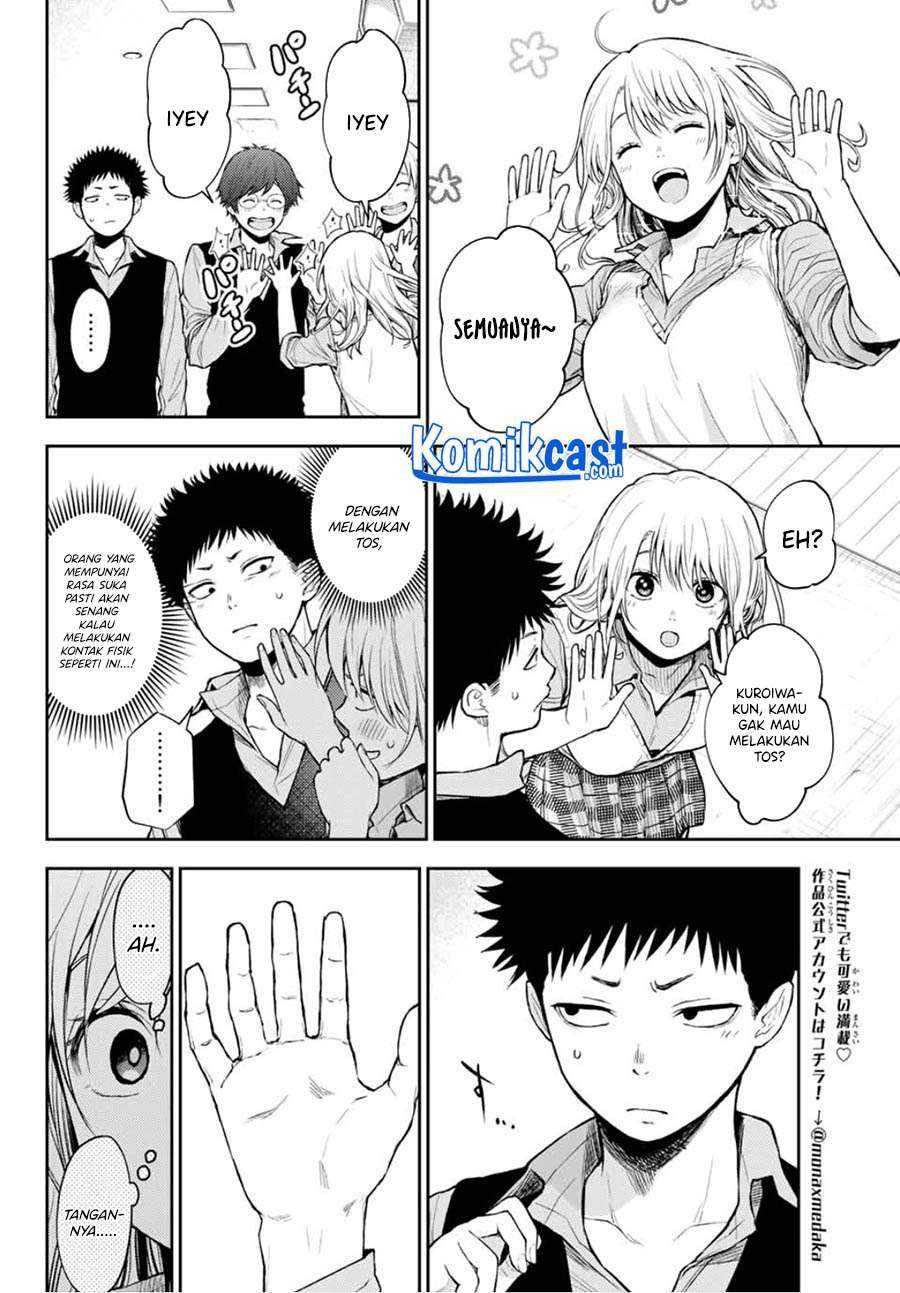 SEMUANYA~
IYEY
IYEY
パチッ
パチッ
........
Komikcast
.com
EH?
KUROIWA-
KUN, KAMU
GAK MAU
MELAKUKAN
TOS?
DENGAN
MELAKUKAN
TOS,
ORANG YANG
MEMPUNYAI
RASA SUKA
PASTI AKAN
SENANG
KALAU
MELAKUKAN
KONTAK FISIK
SEPERTI INI...!
........!
Twitterでも可愛い満載♡
作品公式アカウントはコチラ! →@monaxmedaka
す..
....
AH.
TANGAN-
NYA.....